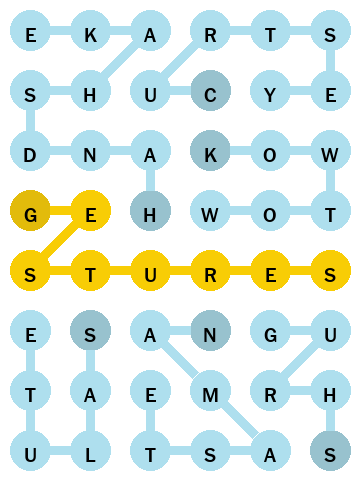 E K A R T S
S H U C Y E
D N A K O W
G E H W O T
S T U R E S
E S A N G U
T A E M R H
U L T S A S